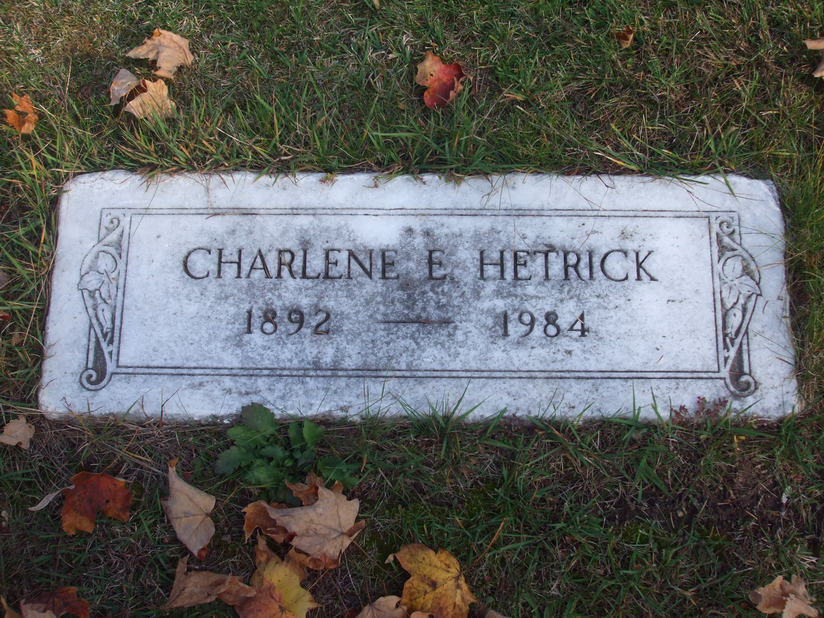 CHARLENE E. HETRICK
1892 — 1984